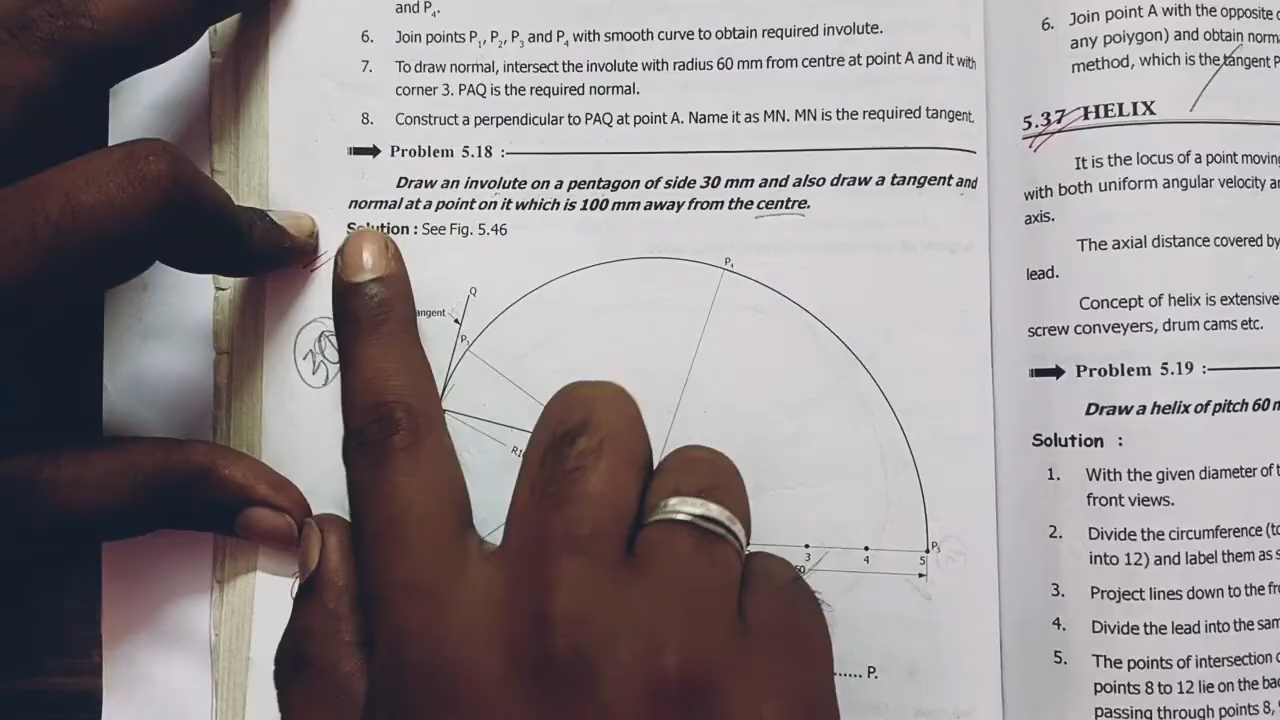 and P₄.
6. Join points P₁, P₂, P₃ and P₄ with smooth curve to obtain required involute.
7. To draw normal, intersect the involute with radius 60 mm from centre at point A and it with
corner 3. PAQ is the required normal.
8. Construct a perpendicular to PAQ at point A. Name it as MN. MN is the required tangent.
Problem 5.18 :
Draw an involute on a pentagon of side 30 mm and also draw a tangent and
normal at a point on it which is 100 mm away from the centre.
Solution : See Fig. 5.46
P₄
Q
angent
P₃
30
R1
P₅
3
4
5
50
...... P.
6. Join point A with the opposite
any polygon) and obtain norm
method, which is the tangent P
5.37 HELIX
It is the locus of a point moving
with both uniform angular velocity a
axis.
The axial distance covered by
lead.
Concept of helix is extensive
screw conveyers, drum cams etc.
Problem 5.19 :
Draw a helix of pitch 60 m
Solution :
1. With the given diameter of t
front views.
2. Divide the circumference (to
into 12) and label them as s
3. Project lines down to the fr
4. Divide the lead into the sam
5. The points of intersection
points 8 to 12 lie on the ba
passing through points 8,